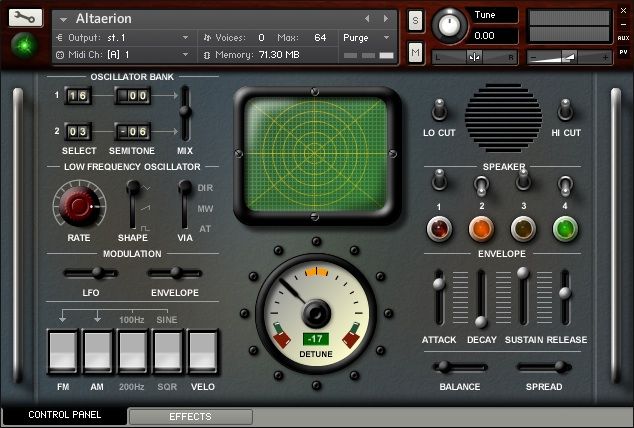 Altaerion
Output: st. 1
Voices: 0 Max: 64
Purge
Midi Ch: [A] 1
Memory: 71.30 MB
S
M
Tune
0.00
L R
- +
AUX
PV
OSCILLATOR BANK
1 16 00
2 03 -06
SELECT SEMITONE MIX
LOW FREQUENCY OSCILLATOR
DIR
MW
AT
RATE SHAPE VIA
MODULATION
LFO ENVELOPE
100Hz SINE
FM AM 200Hz SQR VELO
-17
DETUNE
LO CUT HI CUT
SPEAKER
1 2 3 4
ENVELOPE
ATTACK DECAY SUSTAIN RELEASE
BALANCE SPREAD
CONTROL PANEL EFFECTS